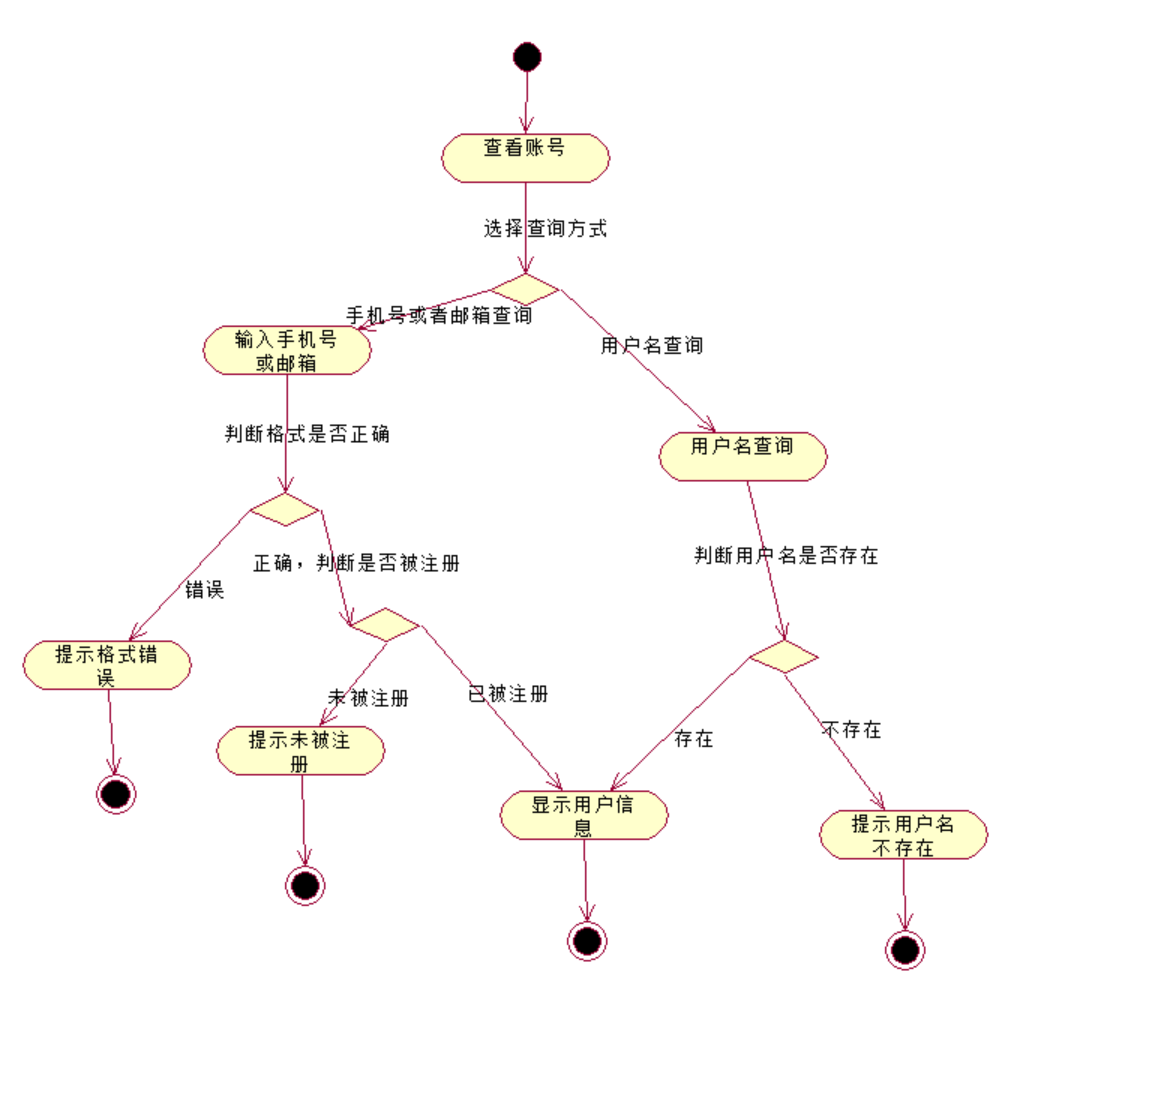 查看账号
选择查询方式
手机号或者邮箱查询
输入手机号
或邮箱
用户名查询
判断格式是否正确
用户名查询
正确，判断是否被注册
判断用户名是否存在
错误
提示格式错
误
未被注册
已被注册
存在
不存在
提示未被注
册
显示用户信
息
提示用户名
不存在